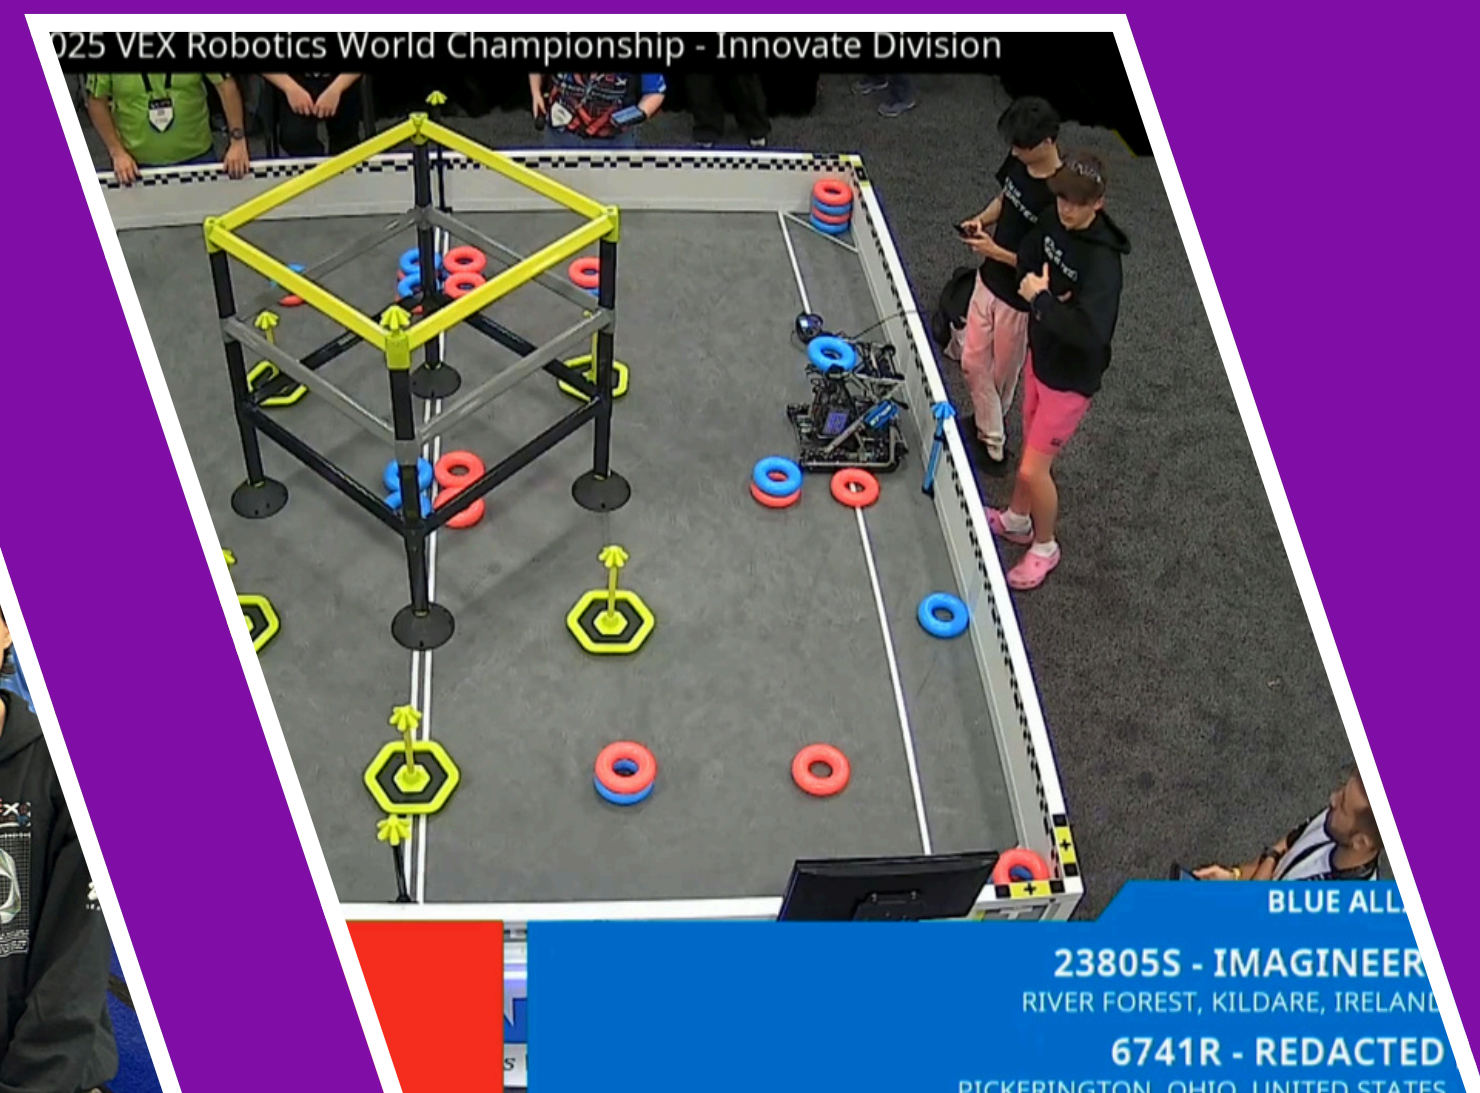 025 VEX Robotics World Championship - Innovate Division
BLUE ALL
23805S - IMAGINEER
RIVER FOREST, KILDARE, IRELAND
6741R - REDACTED
PICKERINGTON, OHIO, UNITED STATES